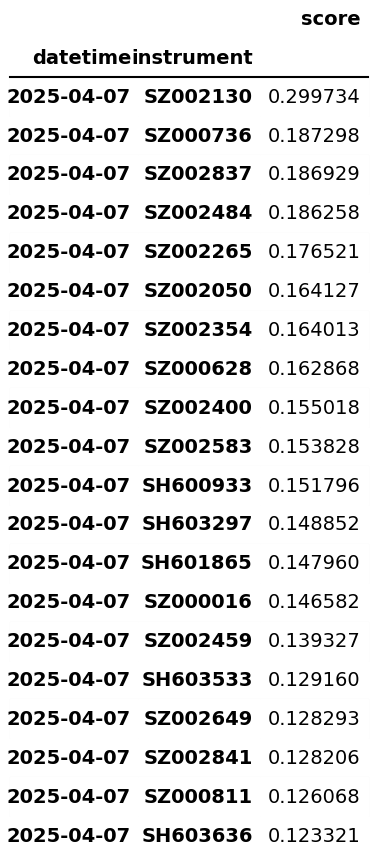 score
datetime instrument
2025-04-07 SZ002130 0.299734
2025-04-07 SZ000736 0.187298
2025-04-07 SZ002837 0.186929
2025-04-07 SZ002484 0.186258
2025-04-07 SZ002265 0.176521
2025-04-07 SZ002050 0.164127
2025-04-07 SZ002354 0.164013
2025-04-07 SZ000628 0.162868
2025-04-07 SZ002400 0.155018
2025-04-07 SZ002583 0.153828
2025-04-07 SH600933 0.151796
2025-04-07 SH603297 0.148852
2025-04-07 SH601865 0.147960
2025-04-07 SZ000016 0.146582
2025-04-07 SZ002459 0.139327
2025-04-07 SH603533 0.129160
2025-04-07 SZ002649 0.128293
2025-04-07 SZ002841 0.128206
2025-04-07 SZ000811 0.126068
2025-04-07 SH603636 0.123321